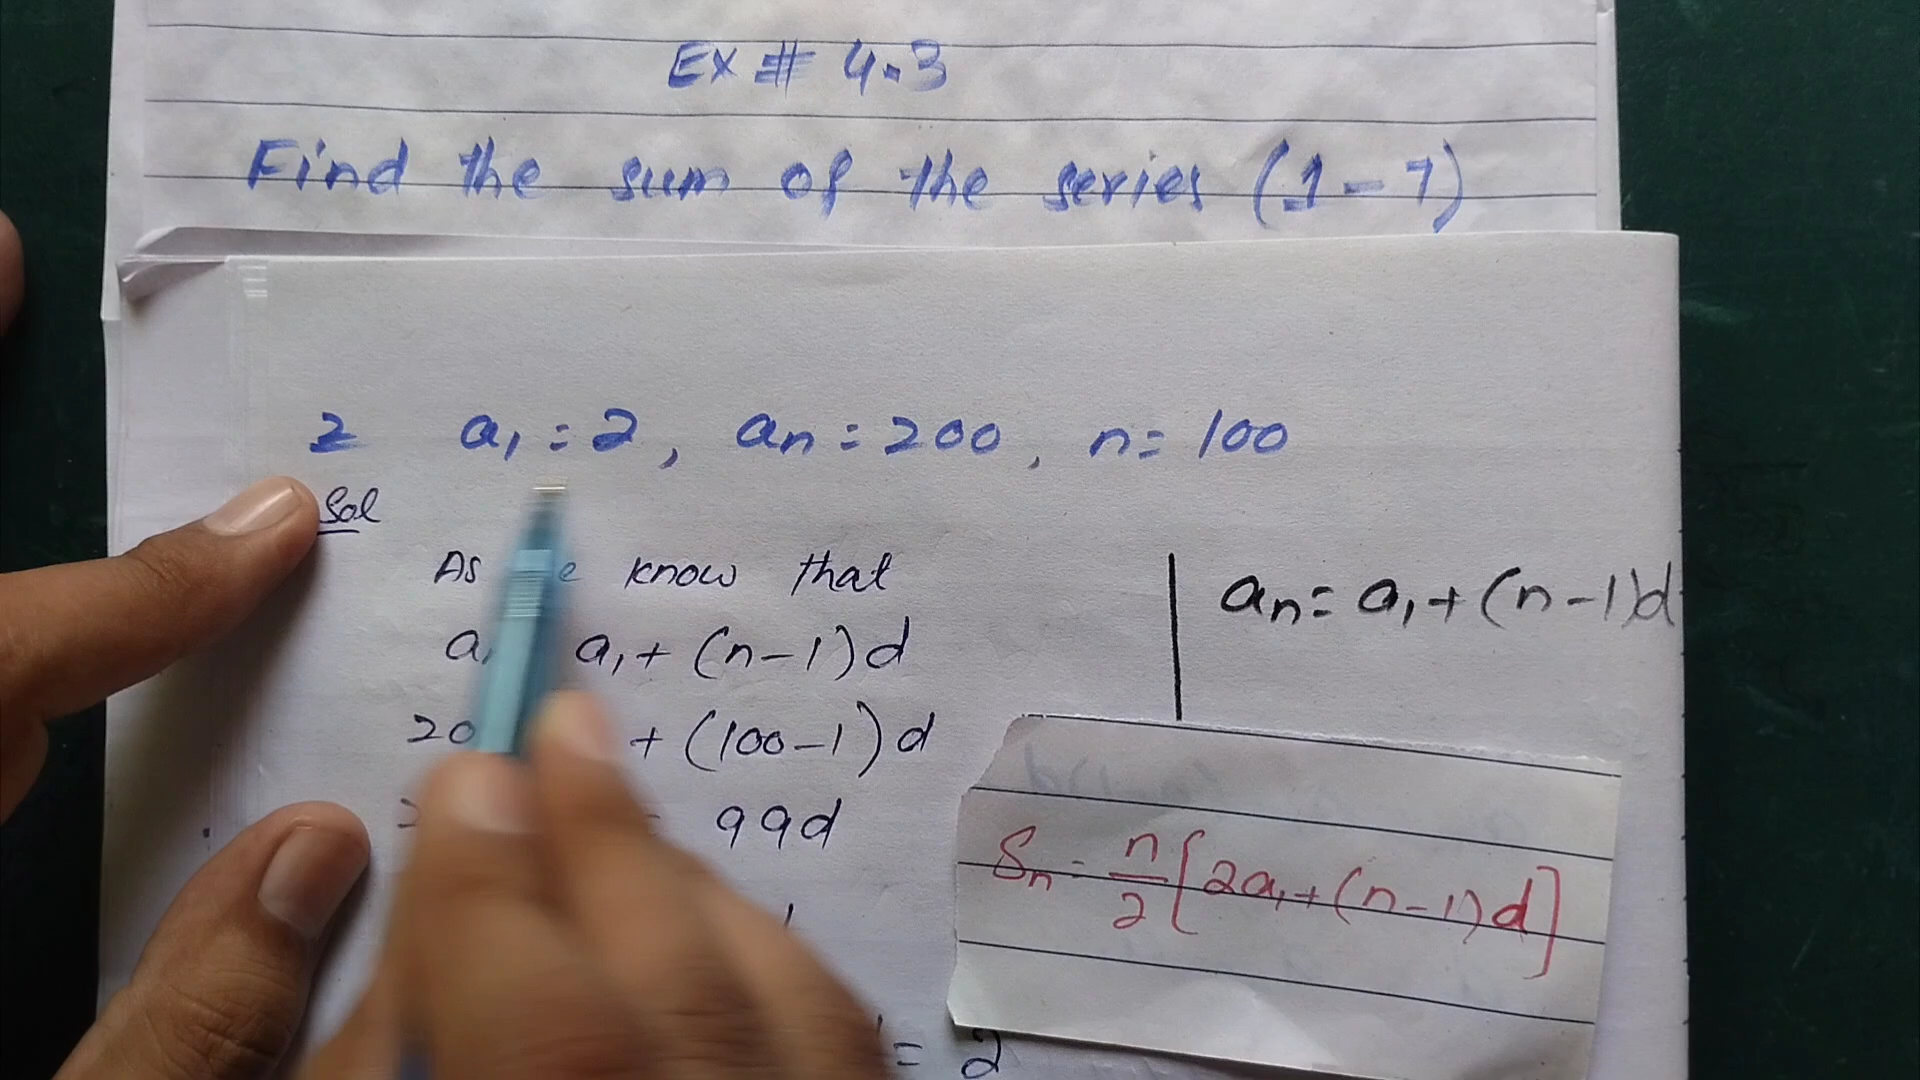 Ex # 4.3
Find the sum of the series (1-7)
2 a₁ = 2, aₙ = 200, n = 100
Sol
As know that
a₁ + (n-1)d
+ (100-1)d
99d
= 2
aₙ = a₁ + (n-1)d
Sₙ = n/2 [2a₁ + (n-1)d]